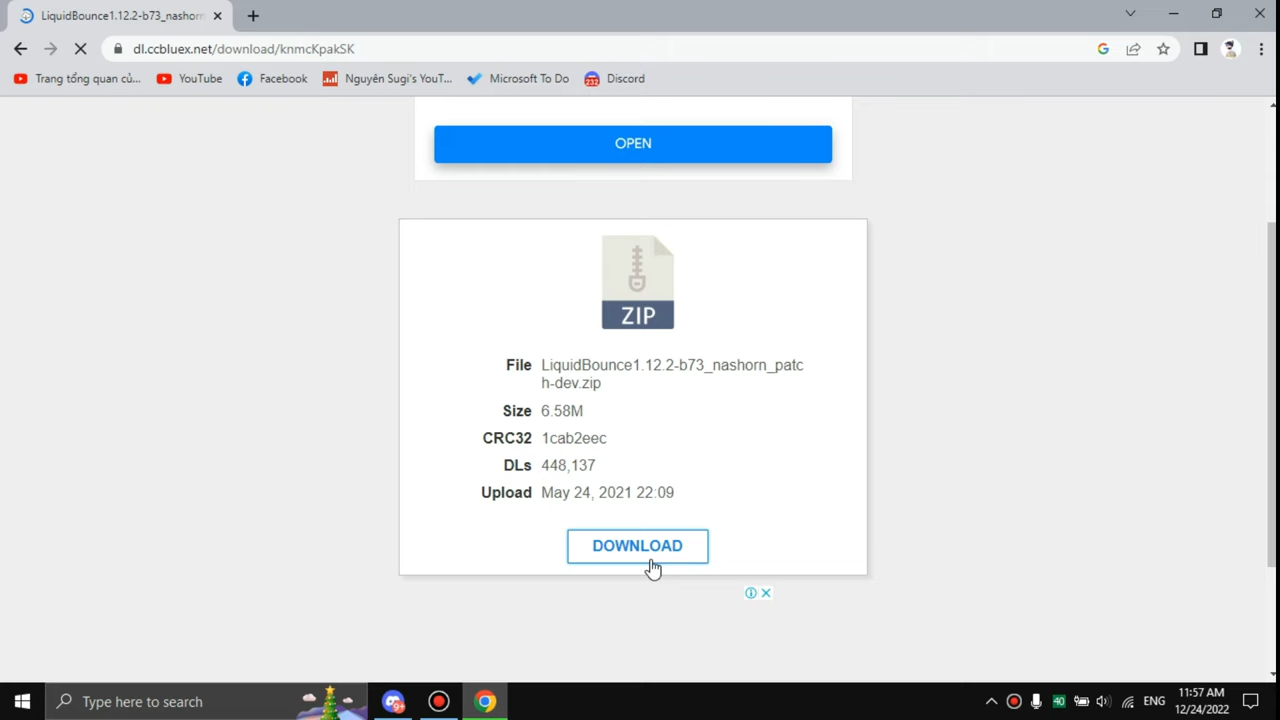 LiquidBounce1.12.2-b73_nashorn
dl.ccbluex.net/download/knmcKpakSK
Trang tổng quan củ... YouTube Facebook Nguyên Sugi's YouT... Microsoft To Do Discord
OPEN
ZIP
File LiquidBounce1.12.2-b73_nashorn_patc
h-dev.zip
Size 6.58M
CRC32 1cab2eec
DLs 448,137
Upload May 24, 2021 22:09
DOWNLOAD
Type here to search
9+
40
ENG
11:57 AM
12/24/2022